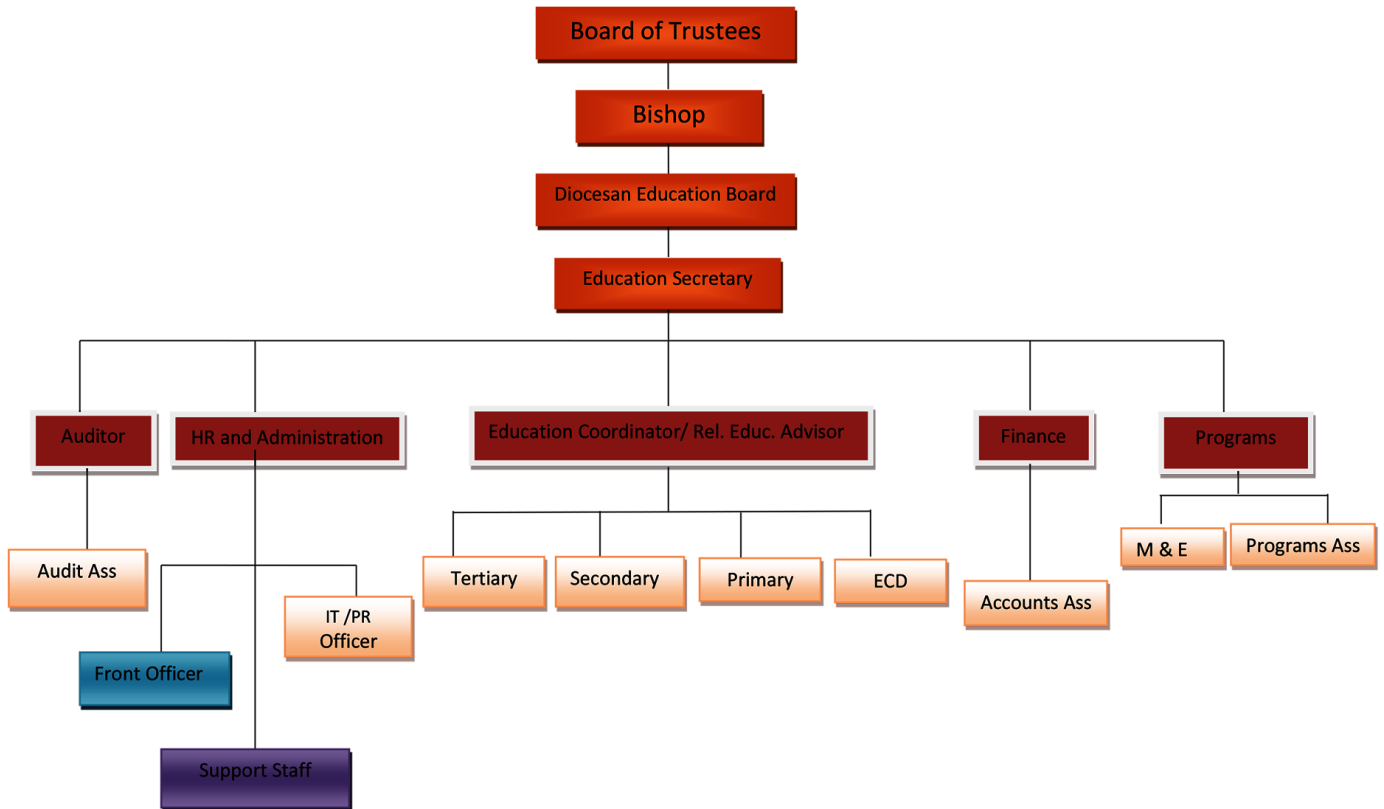 Board of Trustees
Bishop
Diocesan Education Board
Education Secretary
Auditor
HR and Administration
Education Coordinator/ Rel. Educ. Advisor
Finance
Programs
Audit Ass
Front Officer
IT /PR
Officer
Support Staff
Tertiary
Secondary
Primary
ECD
Accounts Ass
M & E
Programs Ass